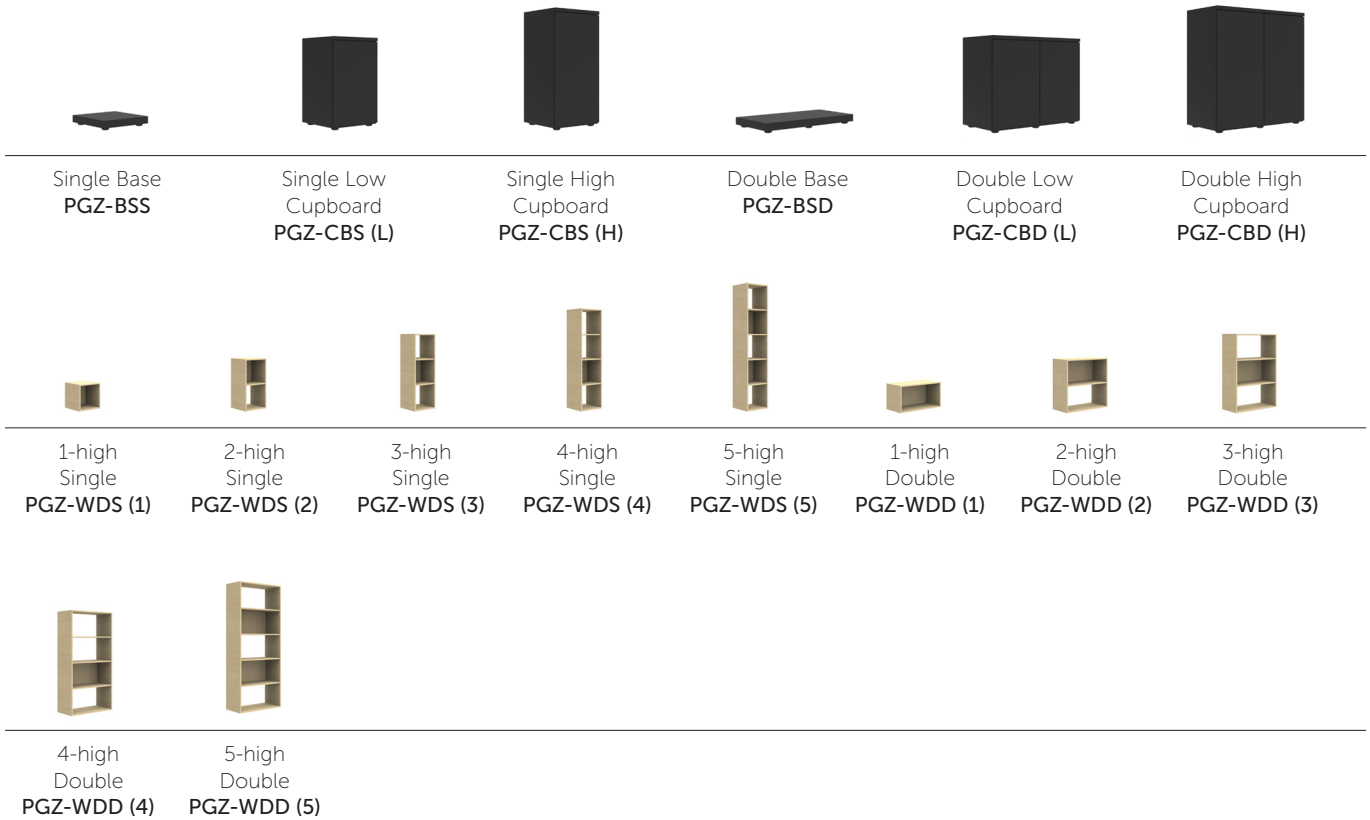 Single Base
PGZ-BSS
Single Low
Cupboard
PGZ-CBS (L)
Single High
Cupboard
PGZ-CBS (H)
Double Base
PGZ-BSD
Double Low
Cupboard
PGZ-CBD (L)
Double High
Cupboard
PGZ-CBD (H)
1-high
Single
PGZ-WDS (1)
2-high
Single
PGZ-WDS (2)
3-high
Single
PGZ-WDS (3)
4-high
Single
PGZ-WDS (4)
5-high
Single
PGZ-WDS (5)
1-high
Double
PGZ-WDD (1)
2-high
Double
PGZ-WDD (2)
3-high
Double
PGZ-WDD (3)
4-high
Double
PGZ-WDD (4)
5-high
Double
PGZ-WDD (5)